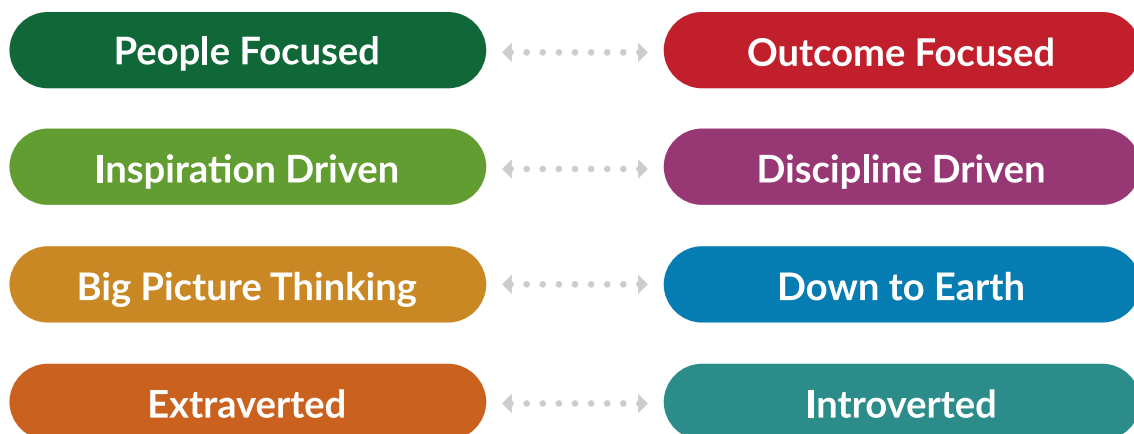 People Focused
Outcome Focused
Inspiration Driven
Discipline Driven
Big Picture Thinking
Down to Earth
Extraverted
Introverted